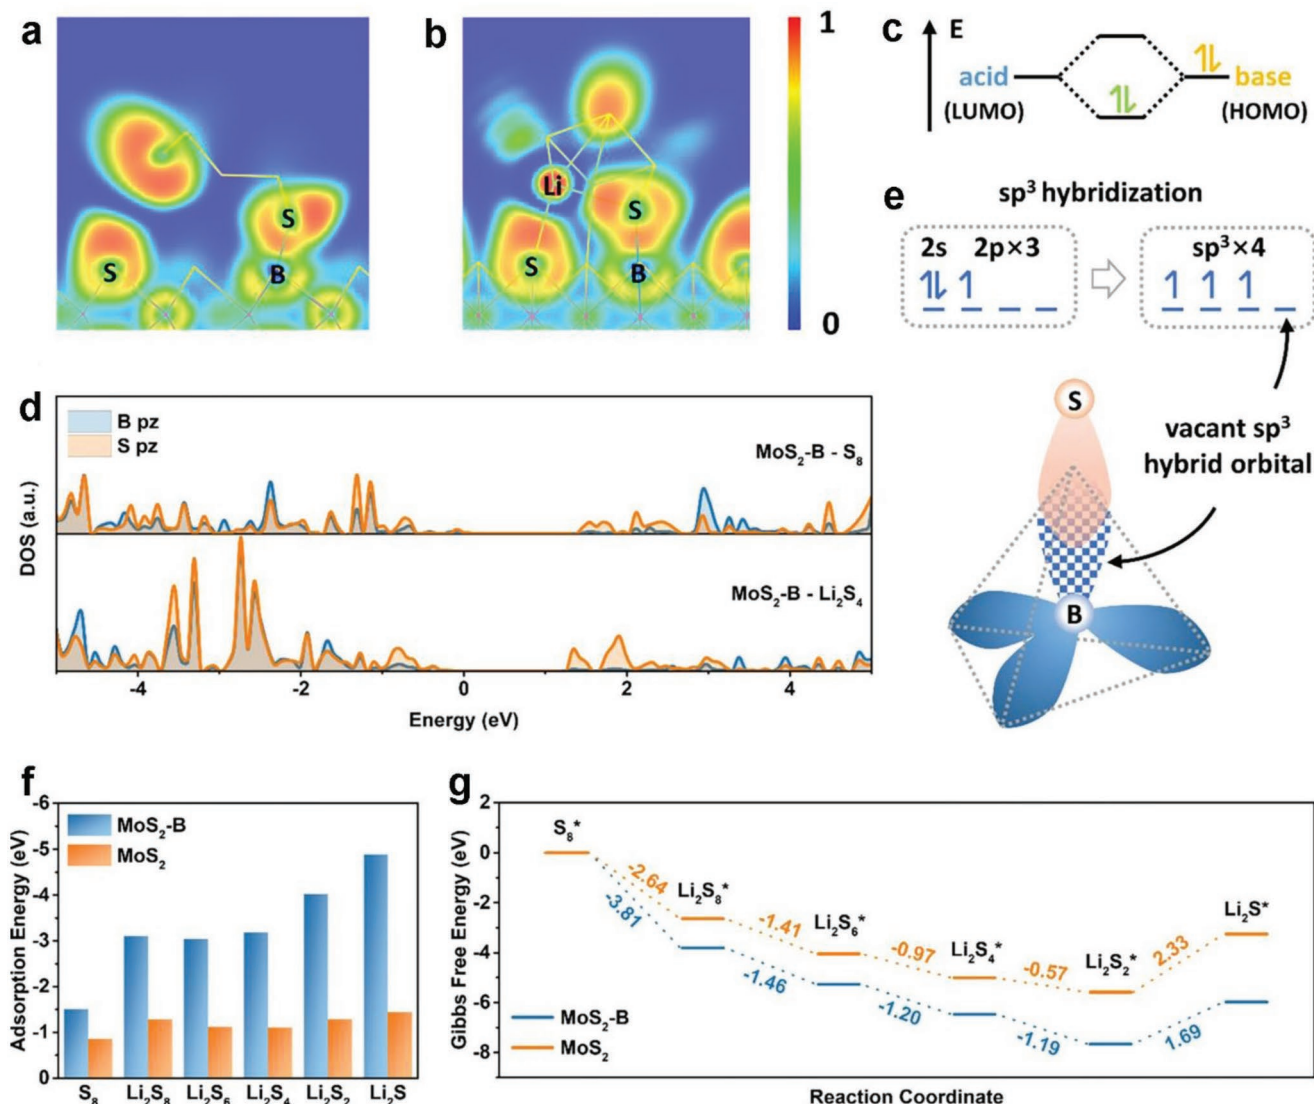 a
S
S
B
b
Li
S
S
B
1
0
c
E
acid
(LUMO)
base
(HOMO)
d
B pz
S pz
MoS₂-B - S₈
MoS₂-B - Li₂S₄
DOS (a.u.)
-4 -2 0 2 4
Energy (eV)
e
sp³ hybridization
2s 2p×3
sp³×4
S
vacant sp³
hybrid orbital
B
f
Adsorption Energy (eV)
-6
-5
-4
-3
-2
-1
0
MoS₂-B
MoS₂
S₈ Li₂S₈ Li₂S₆ Li₂S₄ Li₂S₂ Li₂S
g
Gibbs Free Energy (eV)
2
0
-2
-4
-6
-8
S₈*
Li₂S₈*
Li₂S₆*
Li₂S₄*
Li₂S₂*
Li₂S*
-2.64
-1.41
-0.97
-0.57
2.33
-3.81
-1.46
-1.20
-1.19
1.69
MoS₂-B
MoS₂
Reaction Coordinate